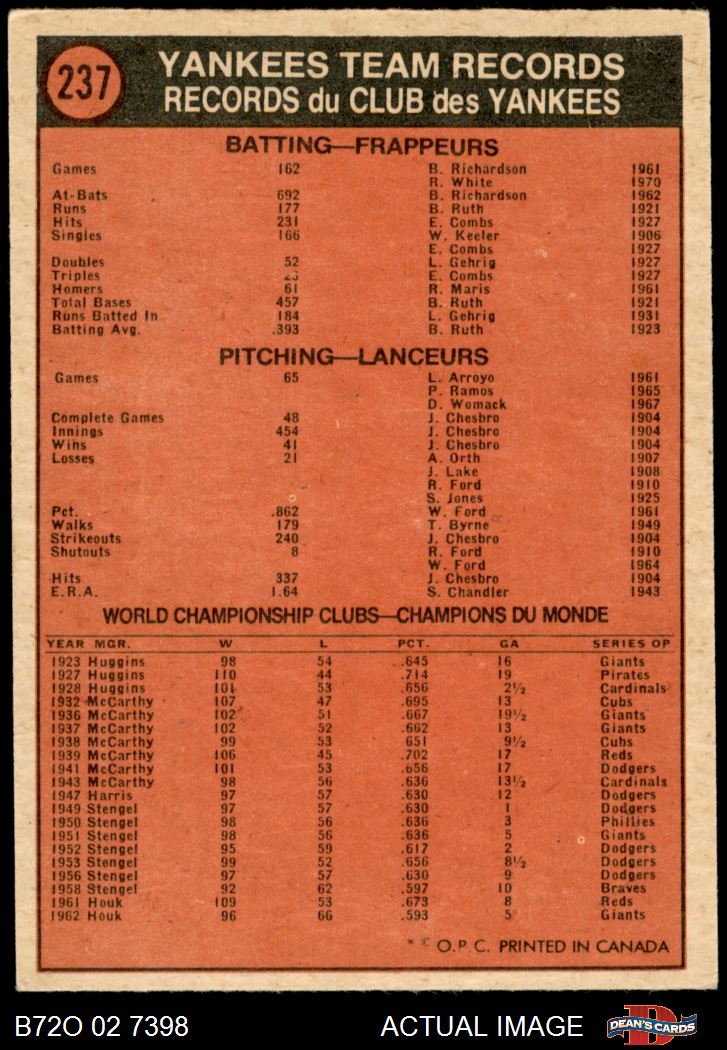 237
YANKEES TEAM RECORDS
RECORDS du CLUB des YANKEES
BATTING—FRAPPEURS
Games 162 B. Richardson 1961
R. White 1970
At-Bats 692 B. Richardson 1962
Runs 177 B. Ruth 1921
Hits 231 E. Combs 1927
Singles 166 W. Keeler 1906
E. Combs 1927
Doubles 52 L. Gehrig 1927
Triples E. Combs 1927
Homers 61 R. Maris 1961
Total Bases 457 B. Ruth 1921
Runs Batted In 184 L. Gehrig 1931
Batting Avg. .393 B. Ruth 1923
PITCHING—LANCEURS
Games 65 L. Arroyo 1961
P. Ramos 1965
D. Womack 1967
Complete Games 48 J. Chesbro 1904
Innings 454 J. Chesbro 1904
Wins 41 J. Chesbro 1904
Losses 21 A. Orth 1907
J. Lake 1908
R. Ford 1910
S. Jones 1925
Pct. .862 W. Ford 1961
Walks 179 T. Byrne 1949
Strikeouts 240 J. Chesbro 1904
Shutouts 8 R. Ford 1910
W. Ford 1964
Hits 337 J. Chesbro 1904
E.R.A. 1.64 S. Chandler 1943
WORLD CHAMPIONSHIP CLUBS—CHAMPIONS DU MONDE
YEAR MGR. W L PCT. GA SERIES OP
1923 Huggins 98 54 .645 16 Giants
1927 Huggins 110 44 .714 19 Pirates
1928 Huggins 101 53 .656 2½ Cardinals
1932 McCarthy 107 47 .695 13 Cubs
1936 McCarthy 102 51 .667 19½ Giants
1937 McCarthy 102 52 .662 13 Giants
1938 McCarthy 99 53 .651 9½ Cubs
1939 McCarthy 106 45 .702 17 Reds
1941 McCarthy 101 53 .656 17 Dodgers
1943 McCarthy 98 56 .636 13½ Cardinals
1947 Harris 97 57 .630 12 Dodgers
1949 Stengel 97 57 .630 1 Dodgers
1950 Stengel 98 56 .636 3 Phillies
1951 Stengel 98 56 .636 5 Giants
1952 Stengel 95 59 .617 2 Dodgers
1953 Stengel 99 52 .656 8½ Dodgers
1956 Stengel 97 57 .630 9 Dodgers
1958 Stengel 92 62 .597 10 Braves
1961 Houk 109 53 .673 8 Reds
1962 Houk 96 66 .593 5 Giants
* © O.P.C. PRINTED IN CANADA
B72O 02 7398 ACTUAL IMAGE DEAN'S CARDS